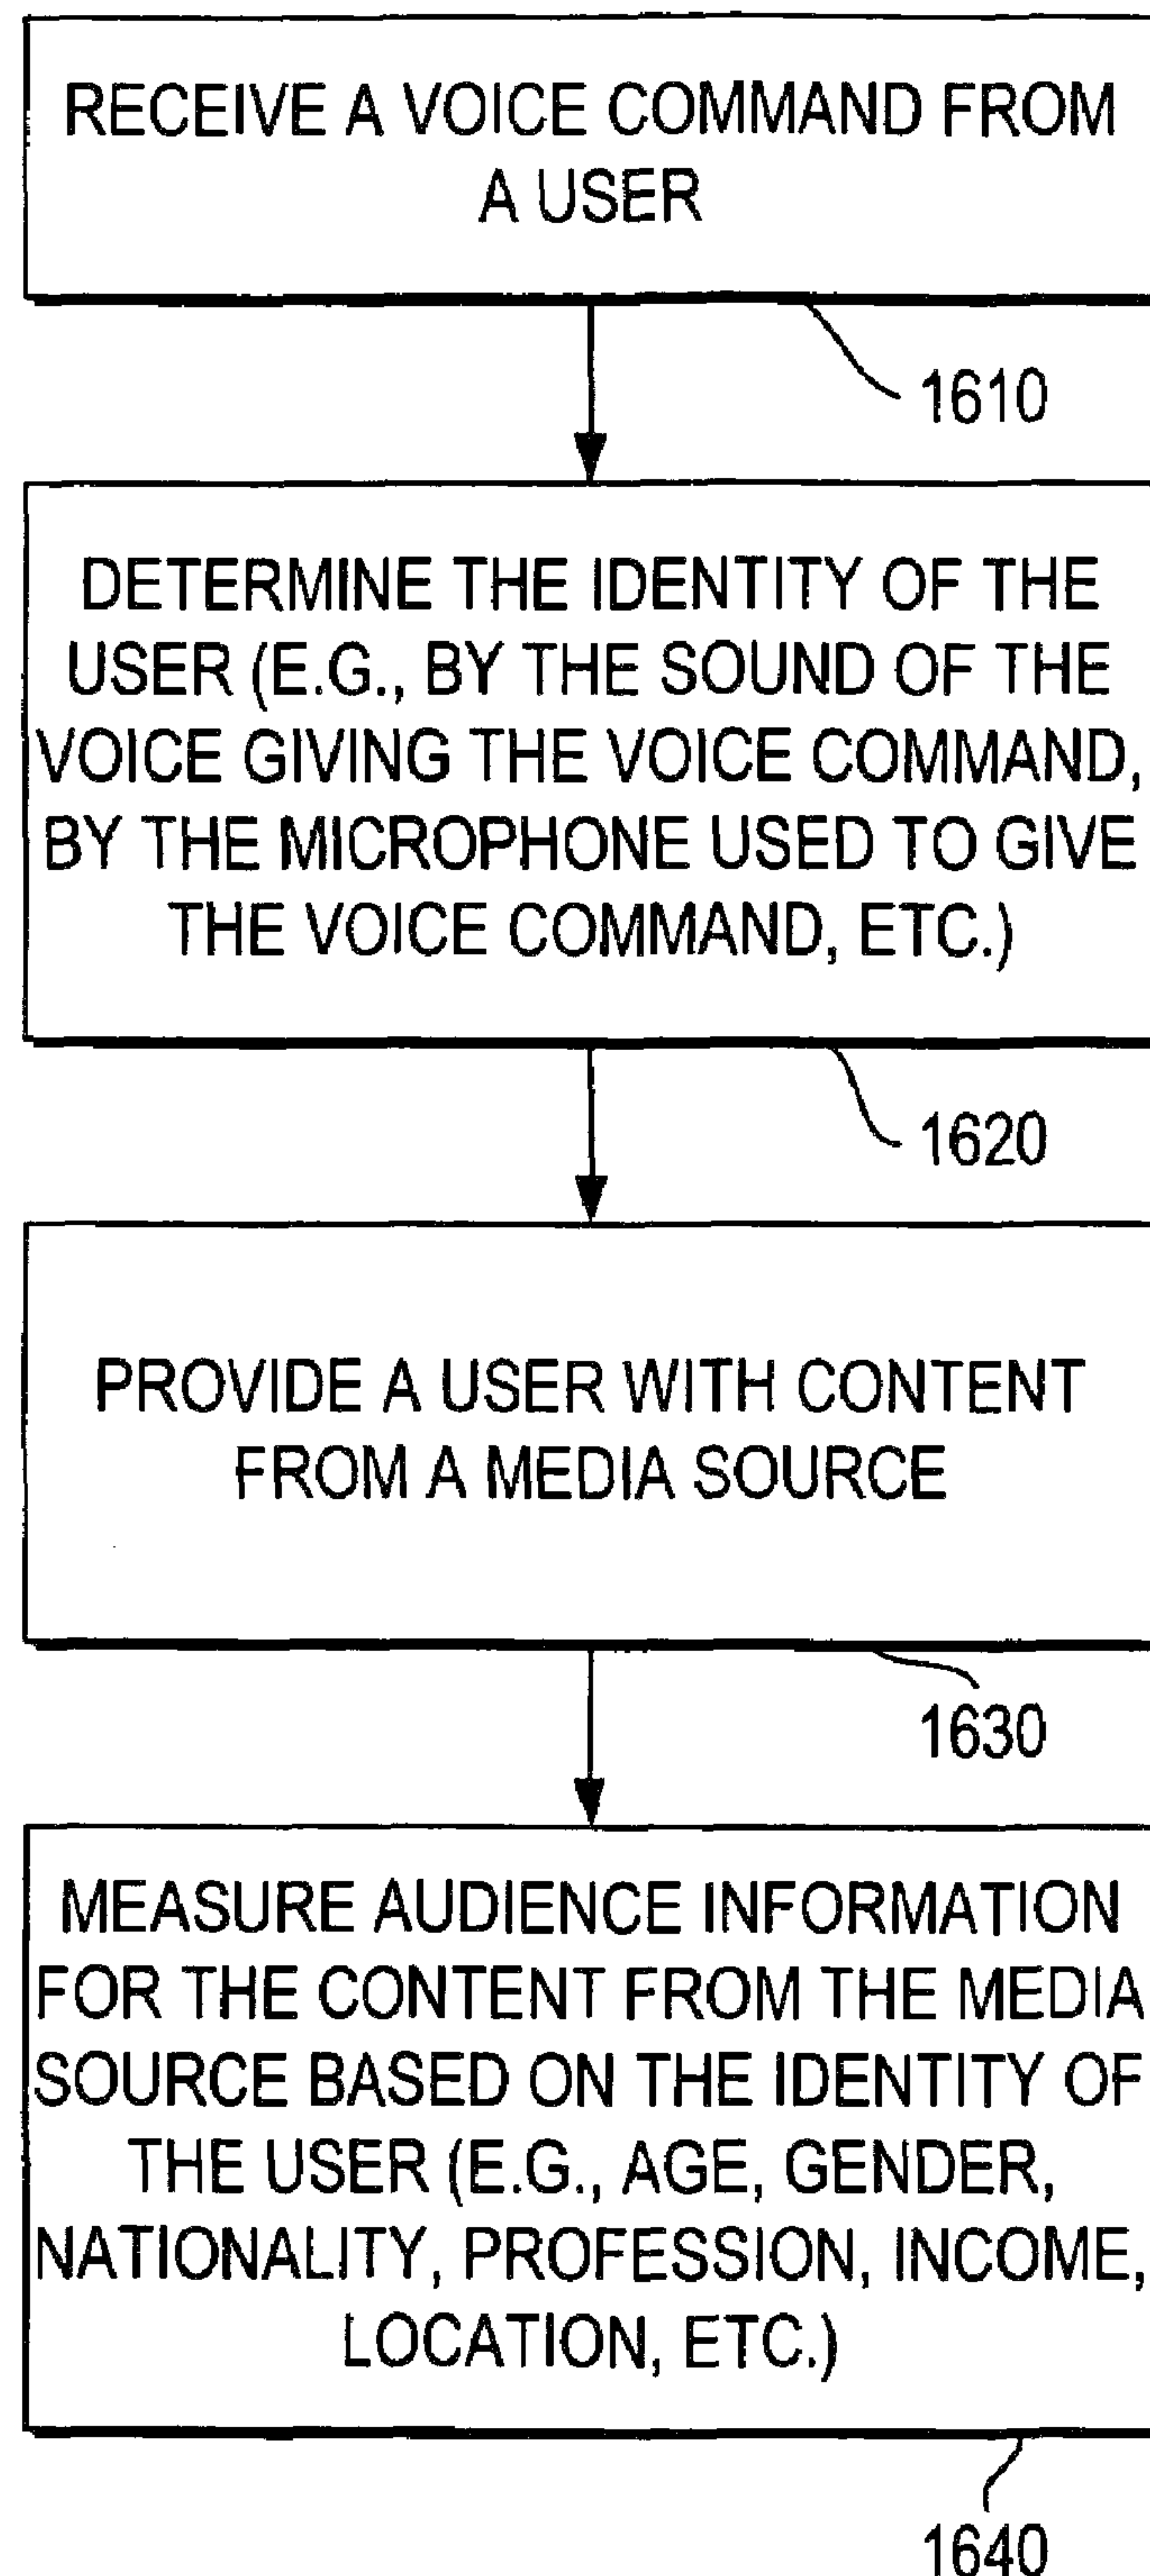 RECEIVE A VOICE COMMAND FROM
A USER
1610
DETERMINE THE IDENTITY OF THE
USER (E.G., BY THE SOUND OF THE
VOICE GIVING THE VOICE COMMAND,
BY THE MICROPHONE USED TO GIVE
THE VOICE COMMAND, ETC.)
1620
PROVIDE A USER WITH CONTENT
FROM A MEDIA SOURCE
1630
MEASURE AUDIENCE INFORMATION
FOR THE CONTENT FROM THE MEDIA
SOURCE BASED ON THE IDENTITY OF
THE USER (E.G., AGE, GENDER,
NATIONALITY, PROFESSION, INCOME,
LOCATION, ETC.)
1640